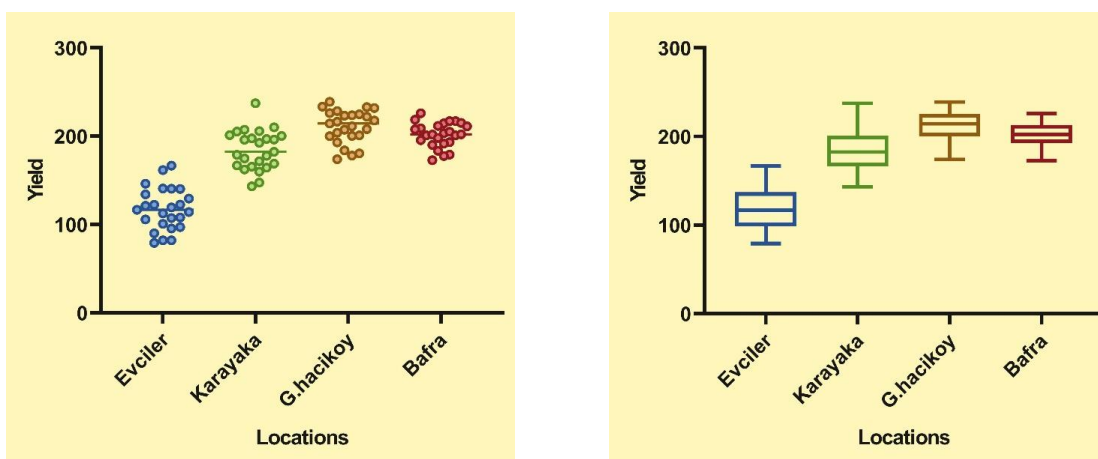 300
200
100
0
Yield
Evciler
Karayaka
G.hacikoy
Bafra
Locations
300
200
100
0
Yield
Evciler
Karayaka
G.hacikoy
Bafra
Locations